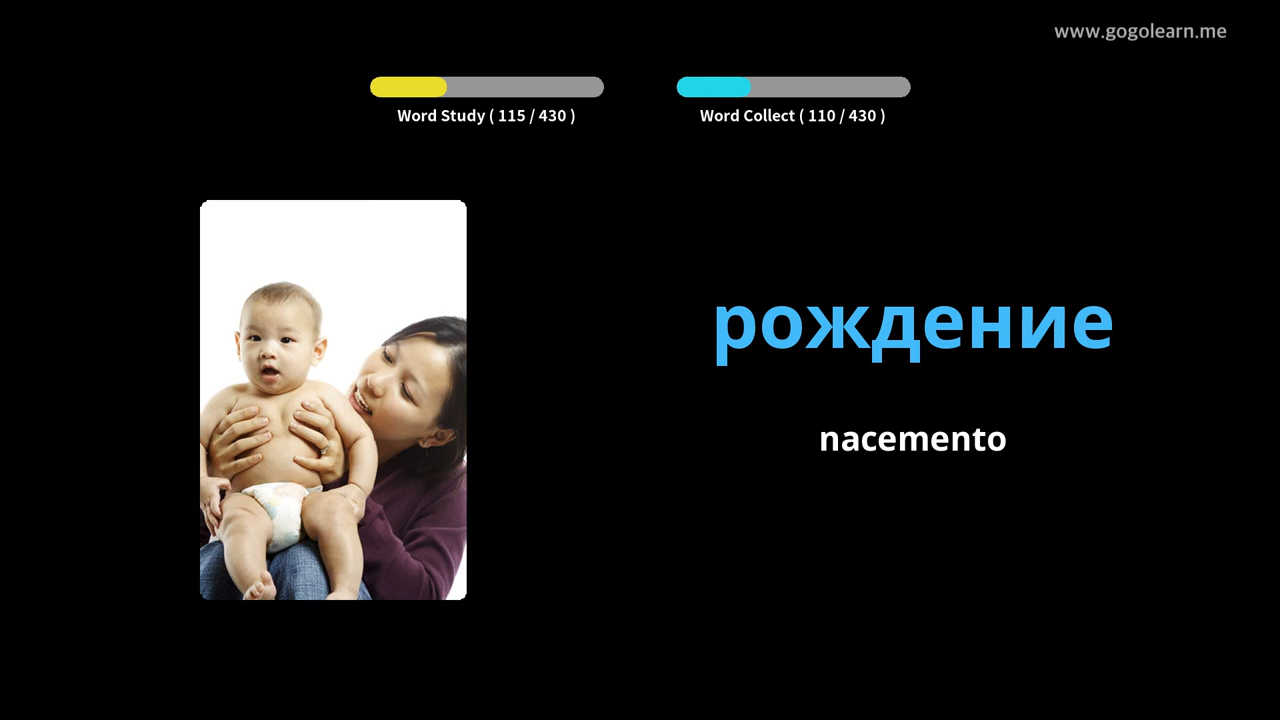 www.gogolearn.me
Word Study ( 115 / 430 )
Word Collect ( 110 / 430 )
рождение
nacemento